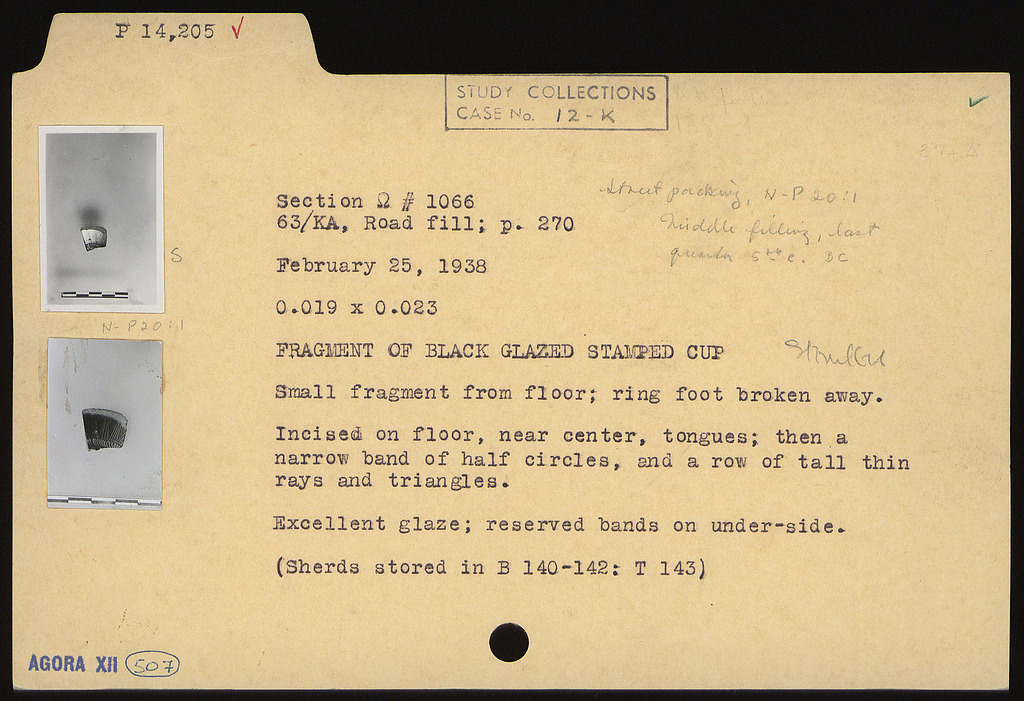 P 14,205 ✓
STUDY COLLECTIONS
CASE No. 12-K
Section Ω # 1066
63/KA, Road fill; p. 270
Street packing, N-P 20:1
Middle filling, last
quarter 5th c. BC
February 25, 1938
S
0.019 x 0.023
N-P20:1
FRAGMENT OF BLACK GLAZED STAMPED CUP
Small fragment from floor; ring foot broken away.
Incised on floor, near center, tongues; then a
narrow band of half circles, and a row of tall thin
rays and triangles.
Excellent glaze; reserved bands on under-side.
(Sherds stored in B 140-142: T 143)
AGORA XII 507